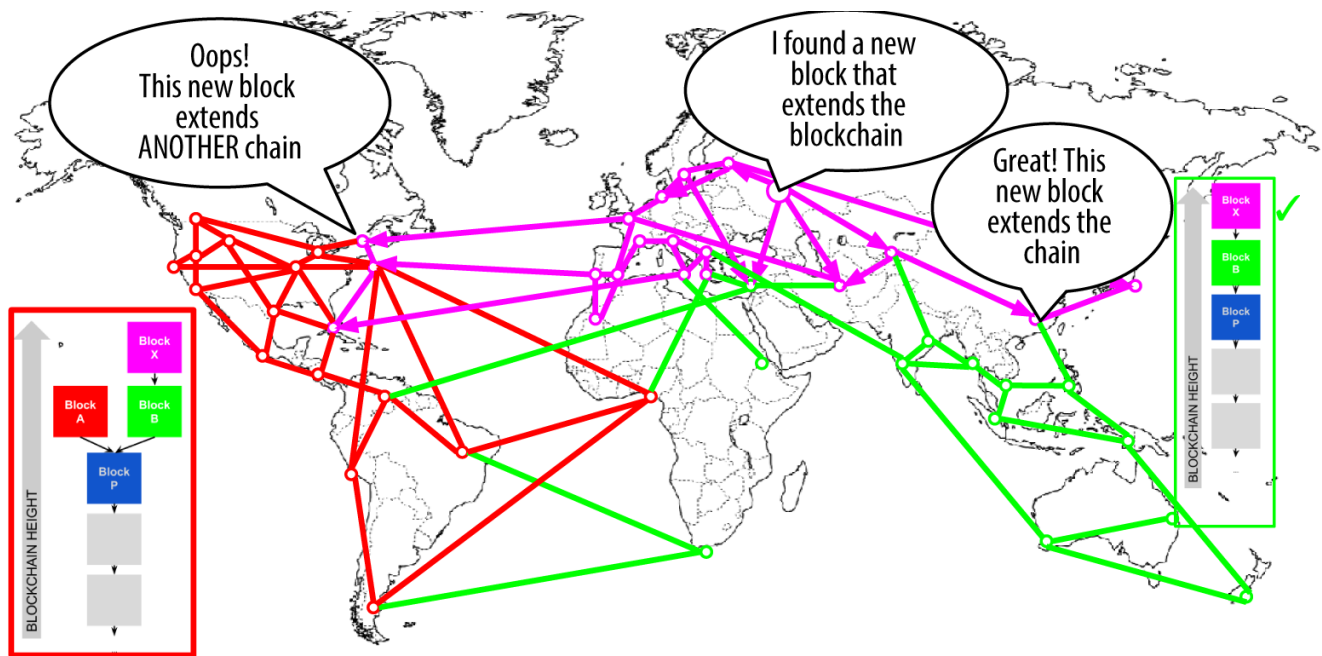 Oops!
This new block
extends
ANOTHER chain
I found a new
block that
extends the
blockchain
Great! This
new block
extends the
chain
BLOCKCHAIN HEIGHT
Block
X
Block
A
Block
B
Block
P
BLOCKCHAIN HEIGHT
Block
X
Block
B
Block
P